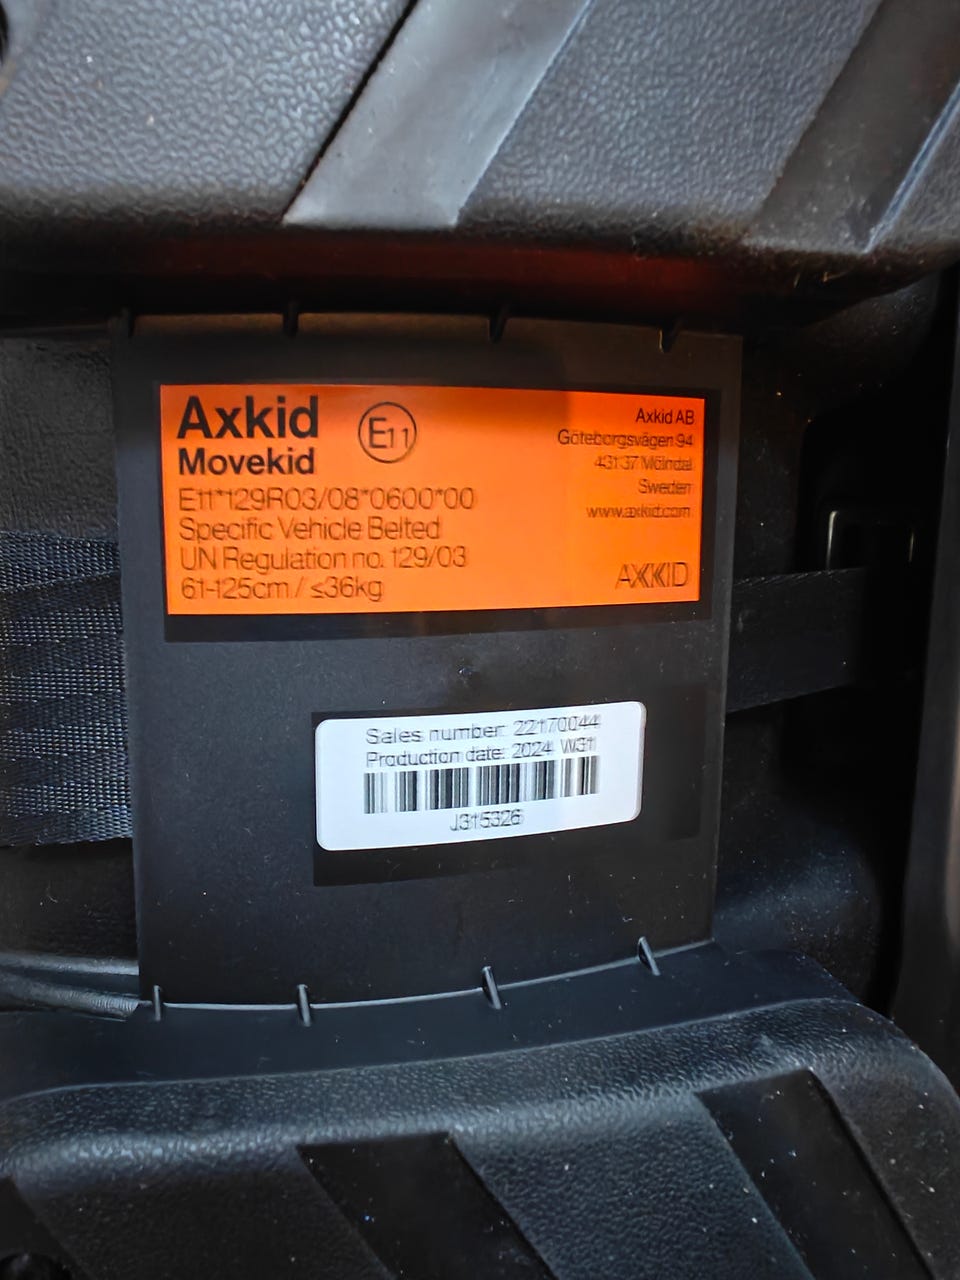 Axkid
Movekid
E11
E11*129R03/08*0600*00
Specific Vehicle Belted
UN Regulation no. 129/03
61-125cm / ≤36kg
Axkid AB
Göteborgsvägen 94
431 37 Mölndal
Sweden
www.axkid.com
AXKID
Sales number: 22170044
Production date: 2024 W31
J315326